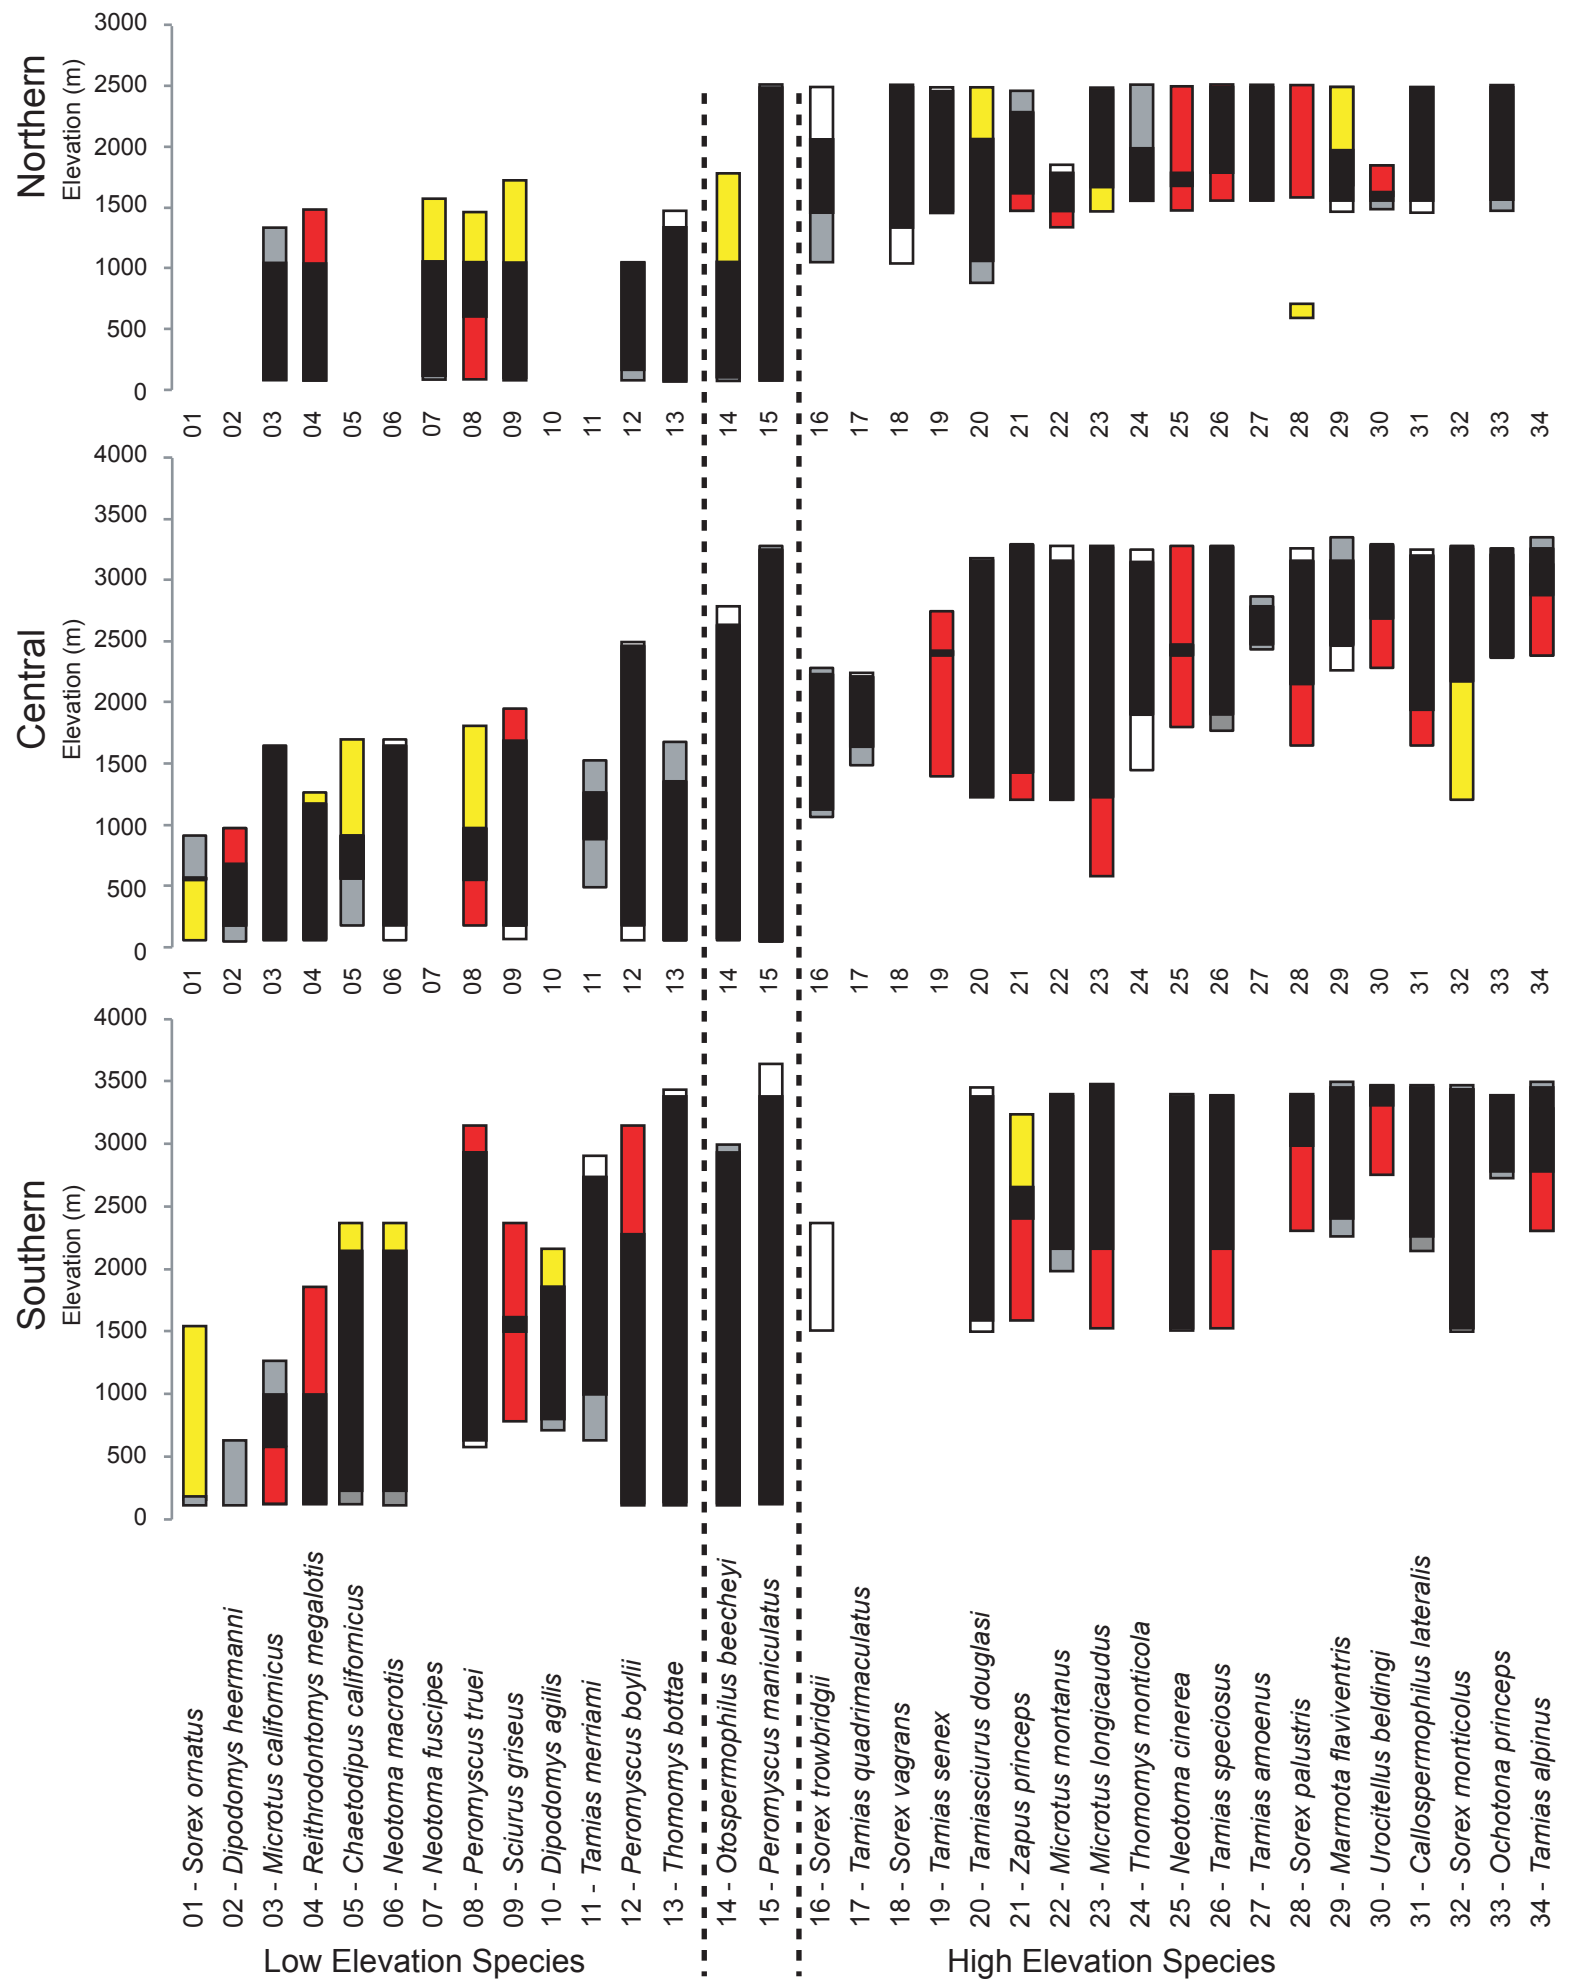 Northern
Elevation (m)
3000
2500
2000
1500
1000
500
0
01 02 03 04 05 06 07 08 09 10 11 12 13 14 15 16 17 18 19 20 21 22 23 24 25 26 27 28 29 30 31 32 33 34
Central
Elevation (m)
4000
3500
3000
2500
2000
1500
1000
500
0
01 02 03 04 05 06 07 08 09 10 11 12 13 14 15 16 17 18 19 20 21 22 23 24 25 26 27 28 29 30 31 32 33 34
Southern
Elevation (m)
4000
3500
3000
2500
2000
1500
1000
500
0
01 - Sorex ornatus
02 - Dipodomys heermanni
03 - Microtus californicus
04 - Reithrodontomys megalotis
05 - Chaetodipus californicus
06 - Neotoma macrotis
07 - Neotoma fuscipes
08 - Peromyscus truei
09 - Sciurus griseus
10 - Dipodomys agilis
11 - Tamias merriami
12 - Peromyscus boylii
13 - Thomomys bottae
14 - Otospermophilus beecheyi
15 - Peromyscus maniculatus
16 - Sorex trowbridgii
17 - Tamias quadrimaculatus
18 - Sorex vagrans
19 - Tamias senex
20 - Tamiasciurus douglasi
21 - Zapus princeps
22 - Microtus montanus
23 - Microtus longicaudus
24 - Thomomys monticola
25 - Neotoma cinerea
26 - Tamias speciosus
27 - Tamias amoenus
28 - Sorex palustris
29 - Marmota flaviventris
30 - Urocitellus beldingi
31 - Callospermophilus lateralis
32 - Sorex monticolus
33 - Ochotona princeps
34 - Tamias alpinus
Low Elevation Species
High Elevation Species